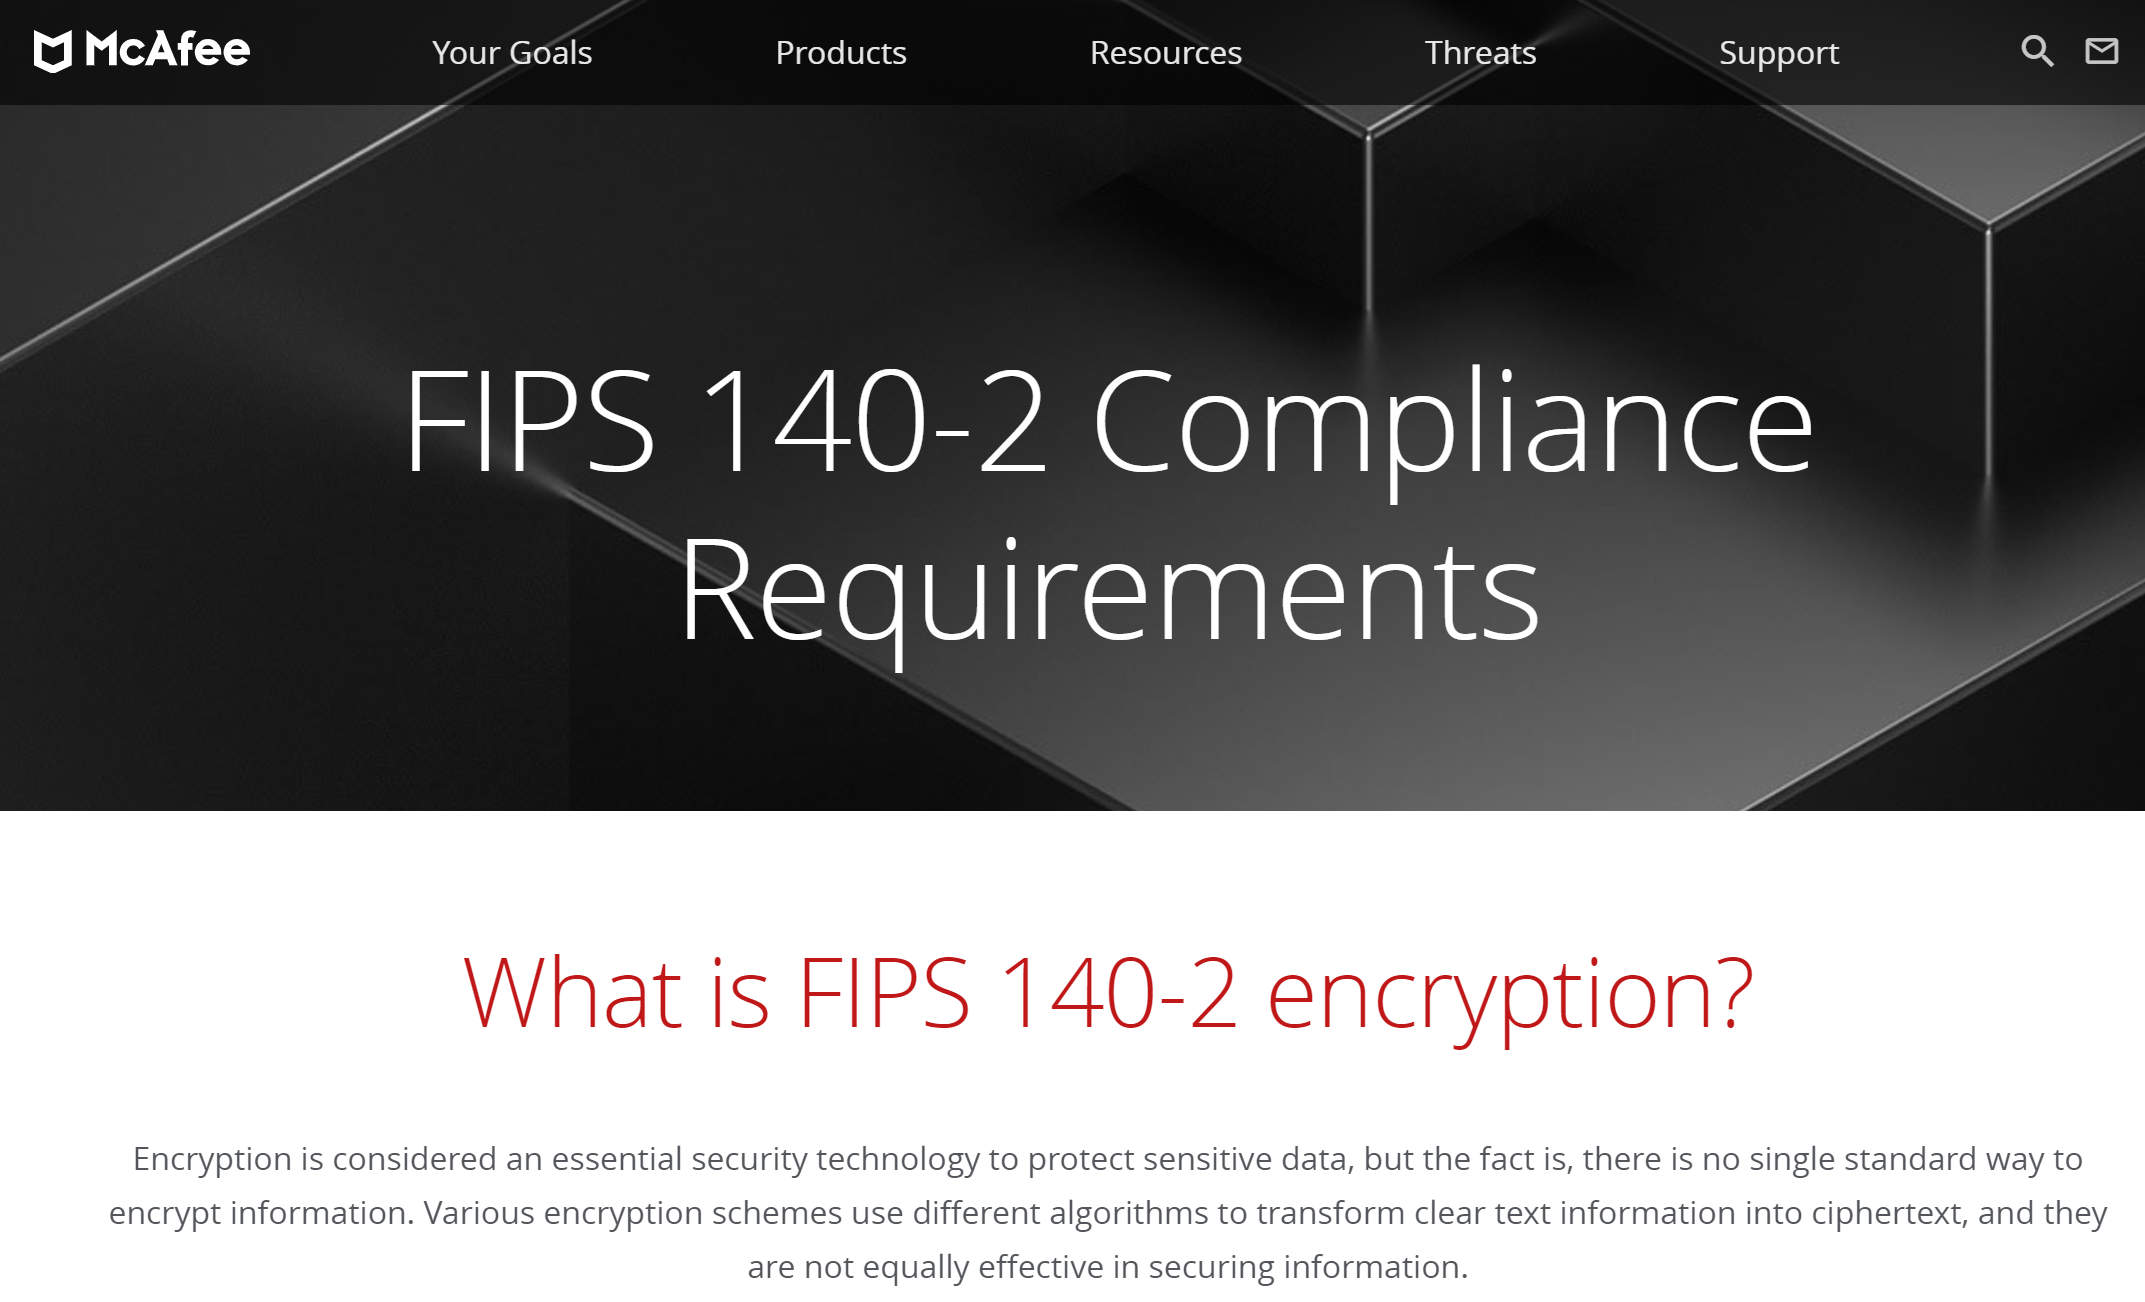 McAfee Your Goals Products Resources Threats Support
FIPS 140-2 Compliance
Requirements
What is FIPS 140-2 encryption?
Encryption is considered an essential security technology to protect sensitive data, but the fact is, there is no single standard way to
encrypt information. Various encryption schemes use different algorithms to transform clear text information into ciphertext, and they
are not equally effective in securing information.